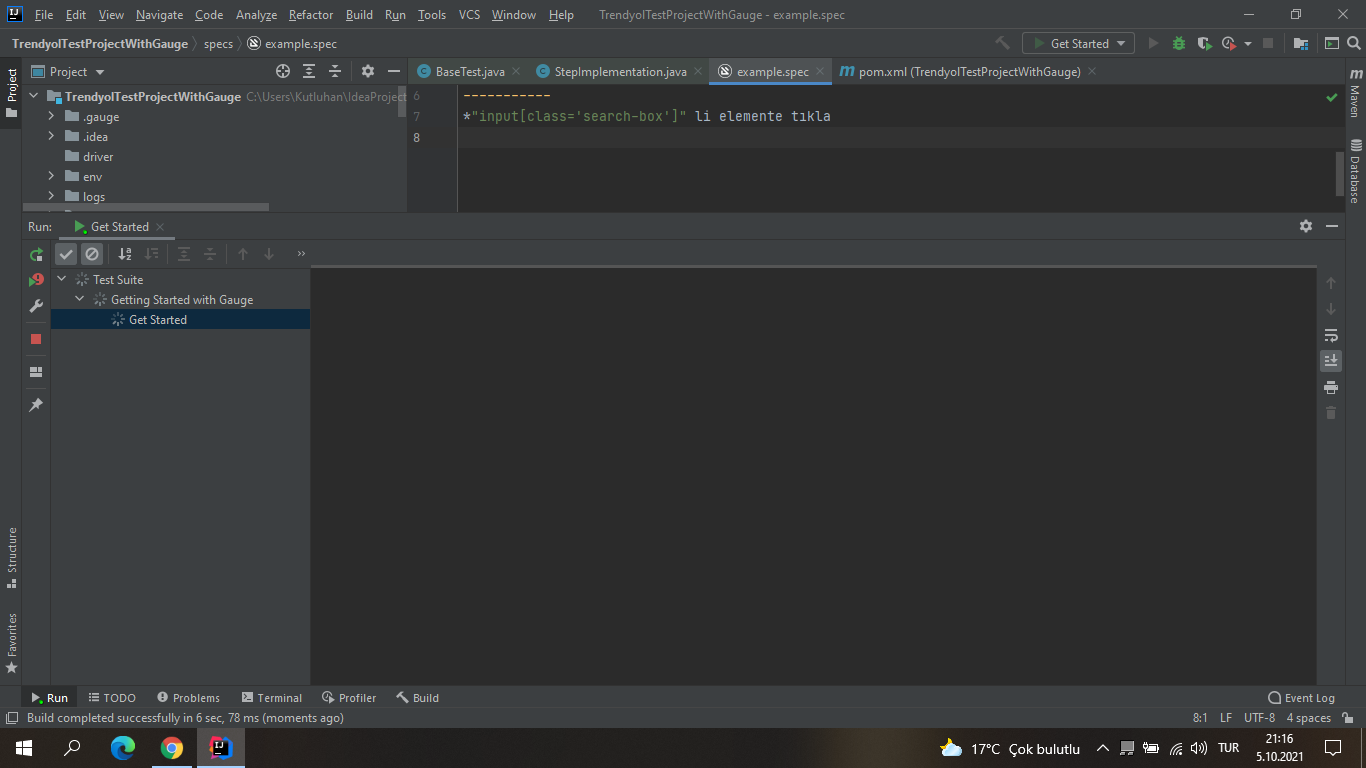 File Edit View Navigate Code Analyze Refactor Build Run Tools VCS Window Help TrendyolTestProjectWithGauge - example.spec
TrendyolTestProjectWithGauge specs example.spec Get Started
Project
BaseTest.java StepImplementation.java example.spec pom.xml (TrendyolTestProjectWithGauge)
TrendyolTestProjectWithGauge C:\Users\Kutluhan\IdeaProject
.gauge
.idea
driver
env
logs
6 -----------
7 *"input[class='search-box']" li elemente tıkla
8
Project
Maven
Database
Run: Get Started
Test Suite
Getting Started with Gauge
Get Started
Structure
Favorites
Run TODO Problems Terminal Profiler Build Event Log
Build completed successfully in 6 sec, 78 ms (moments ago) 8:1 LF UTF-8 4 spaces
17°C Çok bulutlu TUR 21:16
5.10.2021